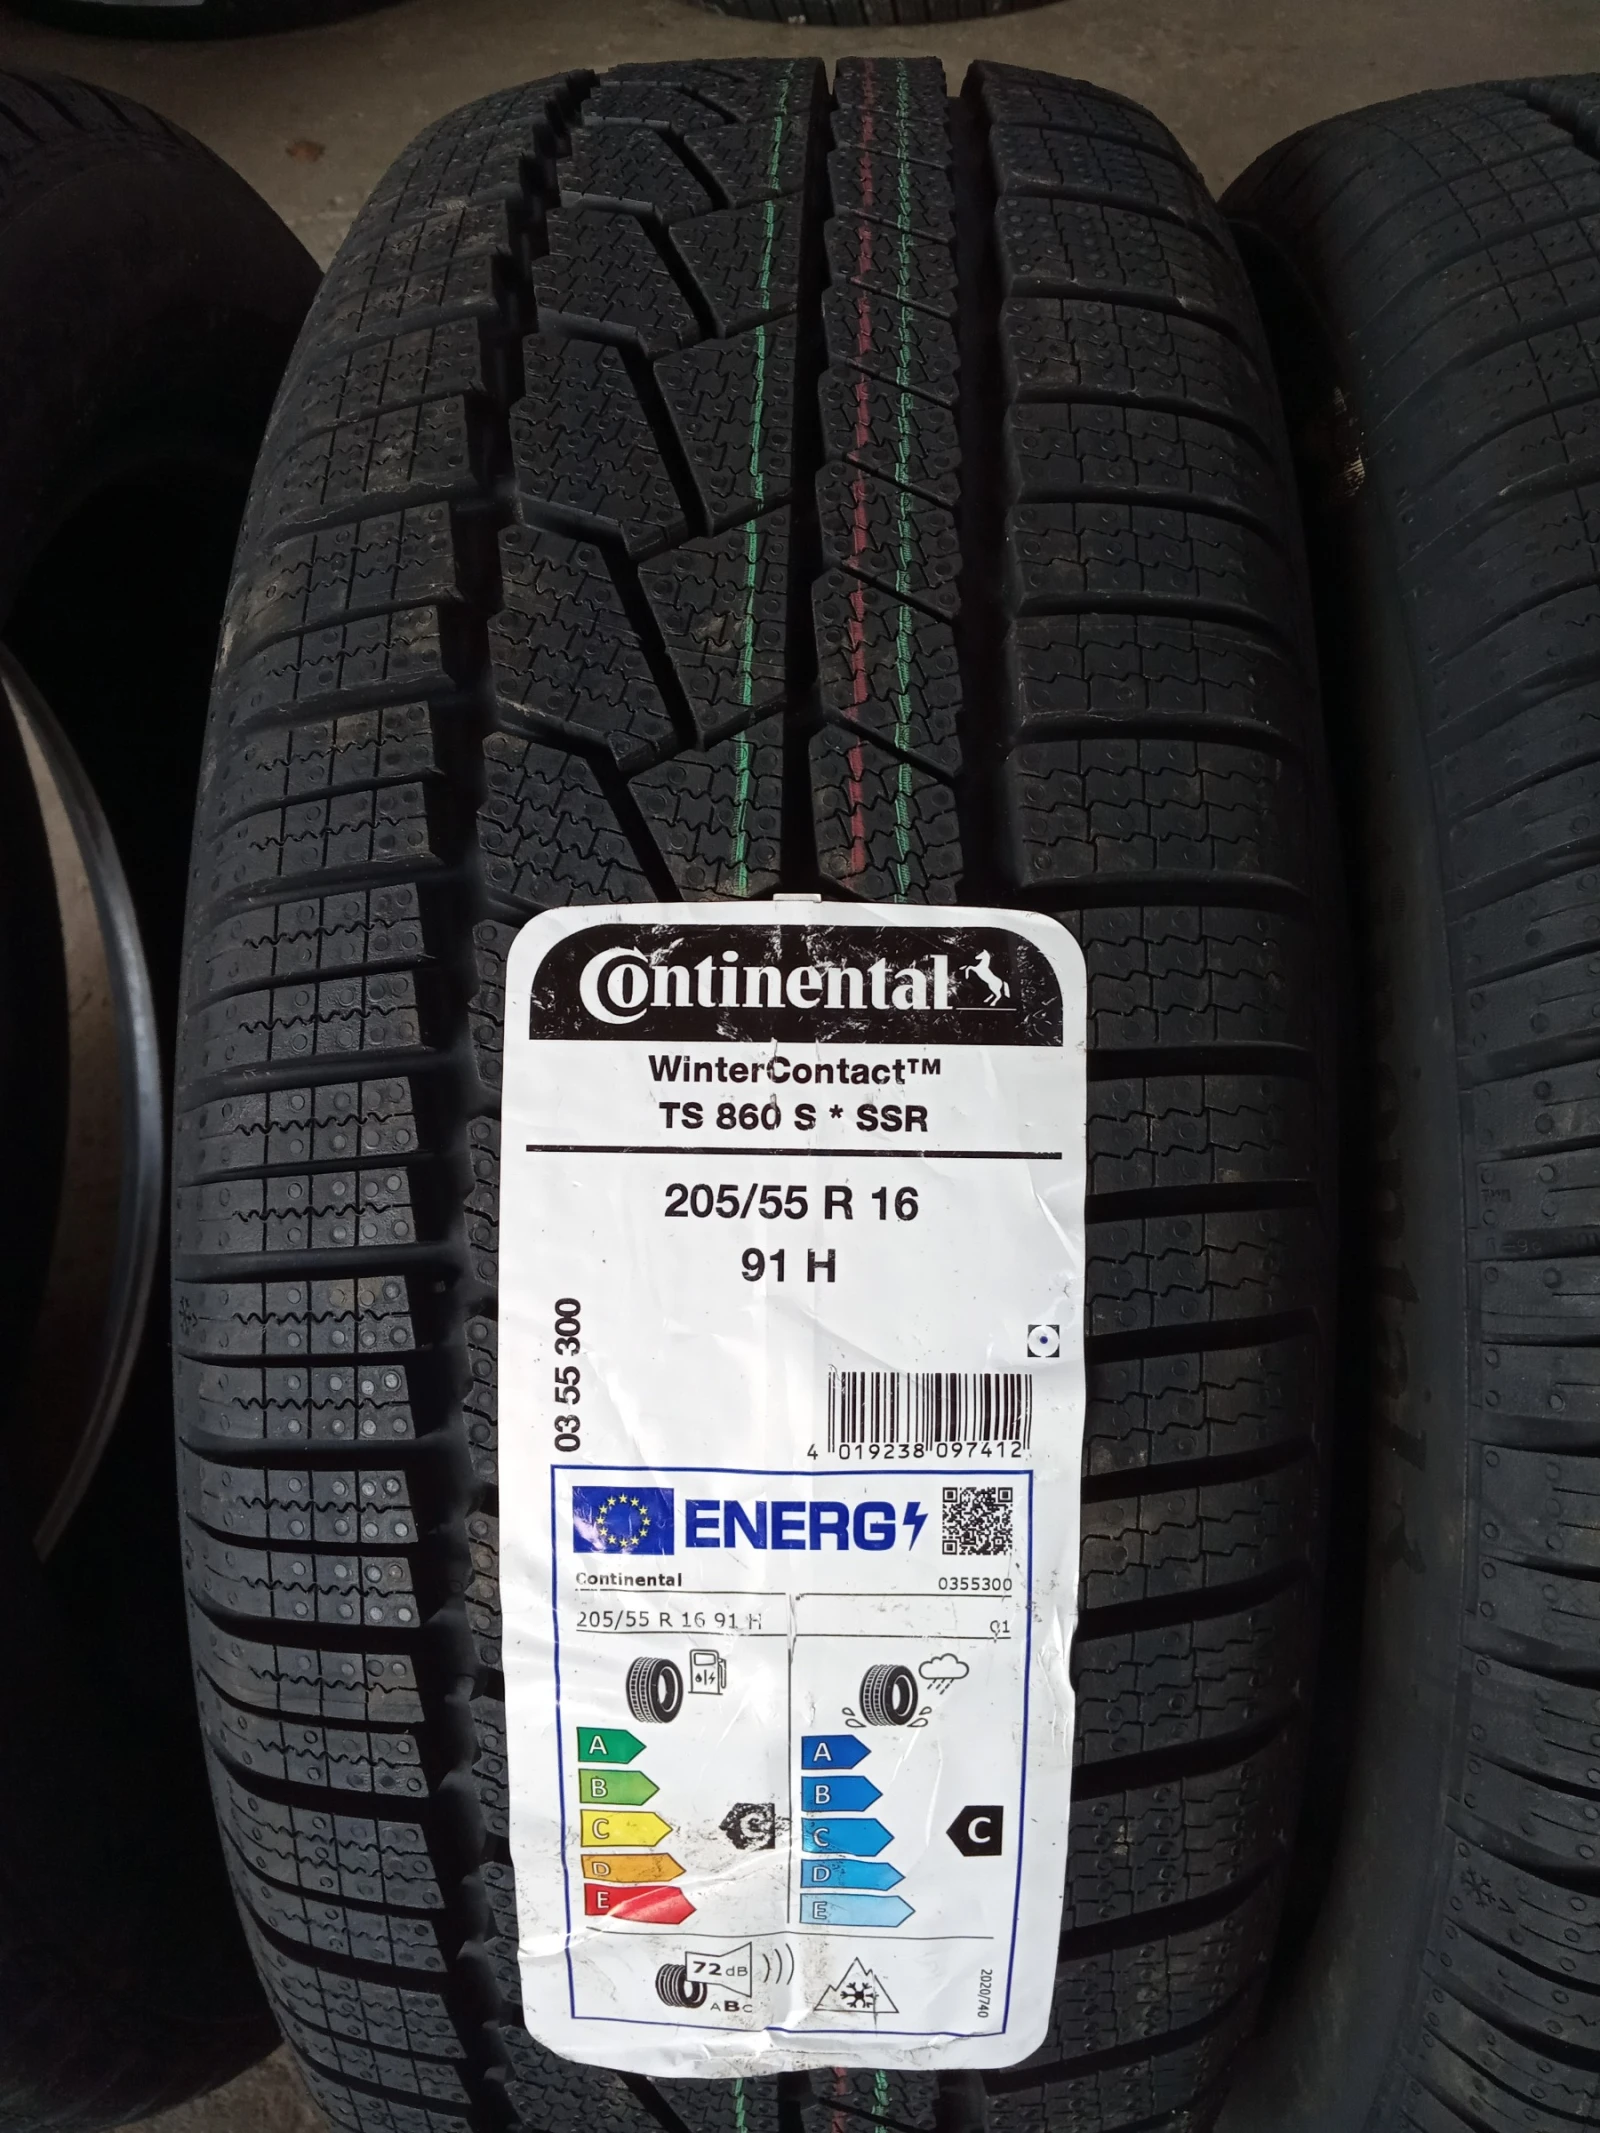 Continental
WinterContact™
TS 860 S * SSR
205/55 R 16
91 H
03 55 300
4 019238 097412
ENERG
Continental
0355300
205/55 R 16 91 H
C1
A
B
C
D
E
C
A
B
C
D
E
C
72 dB
ABC
2020/740